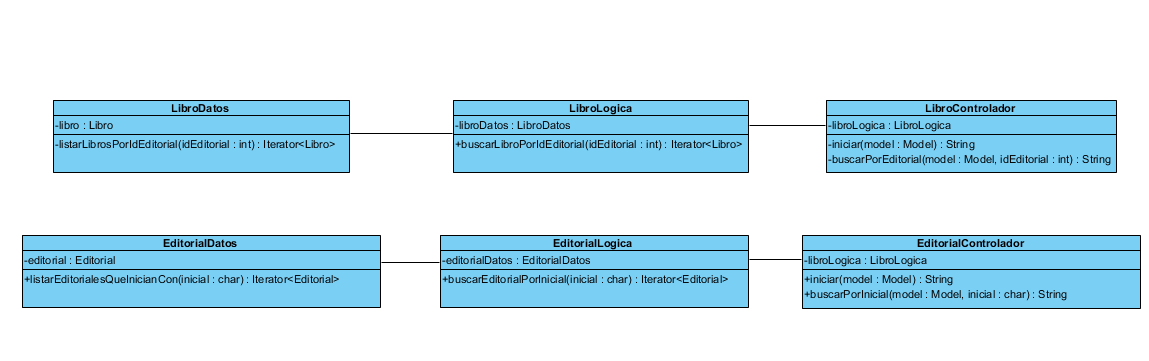 LibroDatos
-libro : Libro
-listarLibrosPorIdEditorial(idEditorial : int) : Iterator<Libro>
LibroLogica
-libroDatos : LibroDatos
+buscarLibroPorIdEditorial(idEditorial : int) : Iterator<Libro>
LibroControlador
-libroLogica : LibroLogica
-iniciar(model : Model) : String
-buscarPorEditorial(model : Model, idEditorial : int) : String
EditorialDatos
-editorial : Editorial
+listarEditorialesQueInicianCon(inicial : char) : Iterator<Editorial>
EditorialLogica
-editorialDatos : EditorialDatos
+buscarEditorialPorInicial(inicial : char) : Iterator<Editorial>
EditorialControlador
-libroLogica : LibroLogica
+iniciar(model : Model) : String
+buscarPorInicial(model : Model, inicial : char) : String